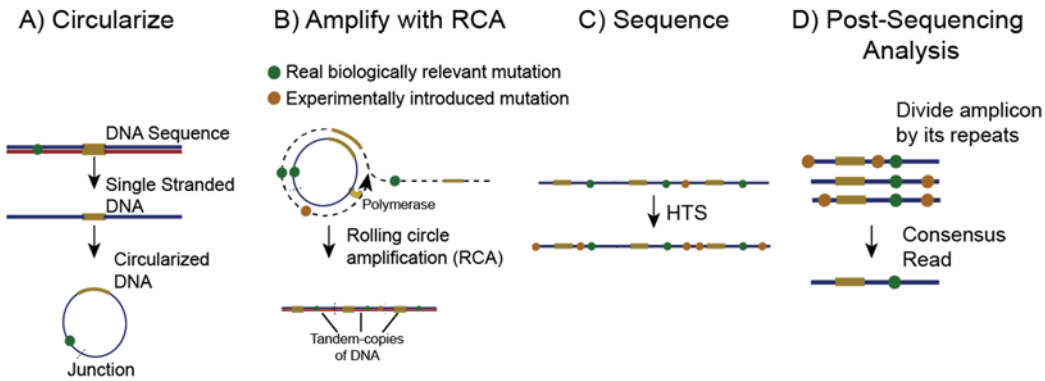 A) Circularize
DNA Sequence
Single Stranded
DNA
Circularized
DNA
Junction
B) Amplify with RCA
Real biologically relevant mutation
Experimentally introduced mutation
Polymerase
Rolling circle
amplification (RCA)
Tandem-copies
of DNA
C) Sequence
HTS
D) Post-Sequencing
Analysis
Divide amplicon
by its repeats
Consensus
Read